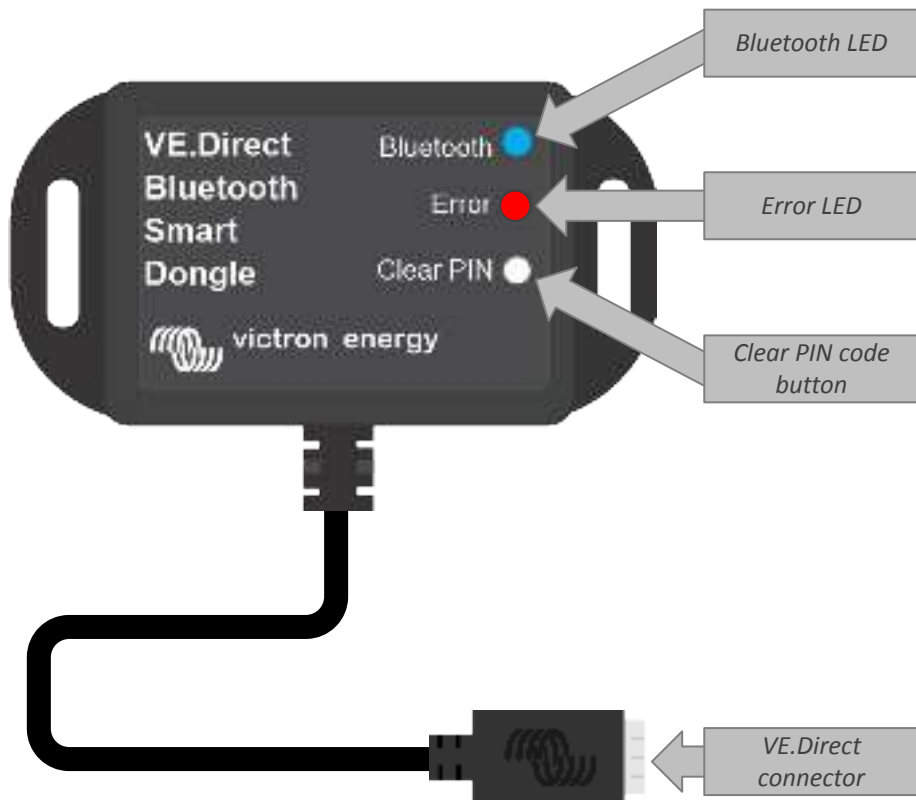 Bluetooth LED
VE.Direct
Bluetooth
Smart
Dongle
Bluetooth
Error
Clear PIN
victron energy
Error LED
Clear PIN code
button
VE.Direct
connector